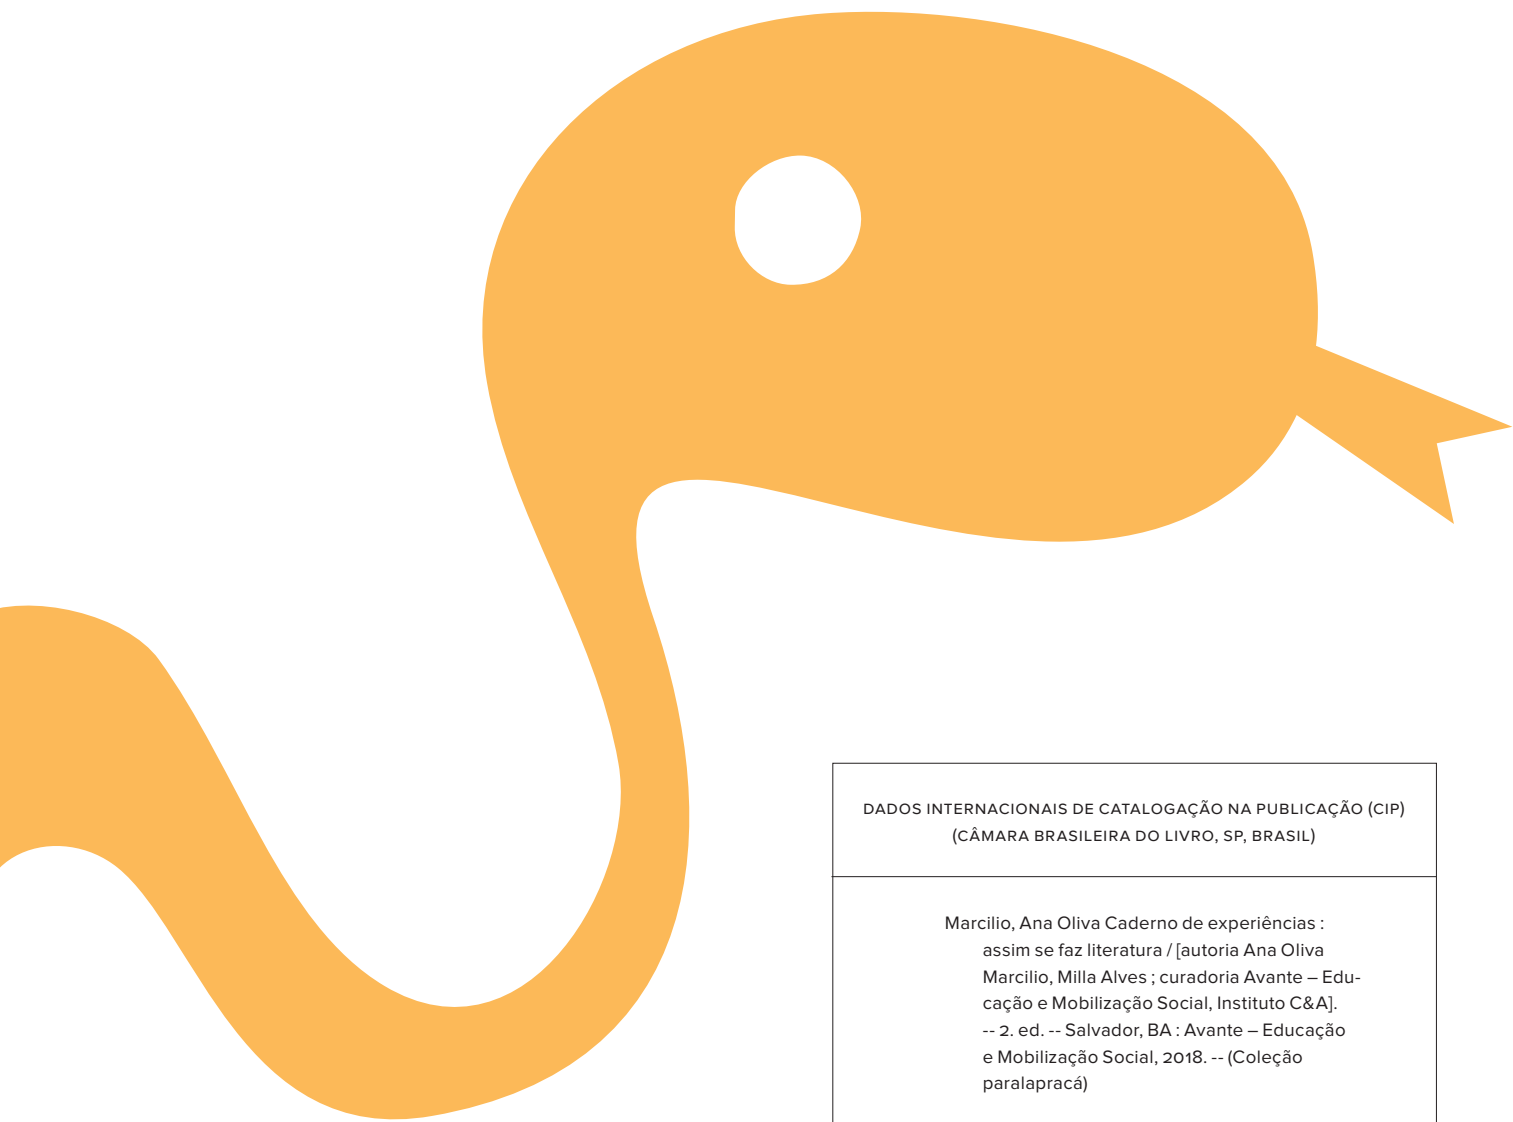 DADOS INTERNACIONAIS DE CATALOGAÇÃO NA PUBLICAÇÃO (CIP)
(CÂMARA BRASILEIRA DO LIVRO, SP, BRASIL)
Marcilio, Ana Oliva Caderno de experiências :
assim se faz literatura / [autoria Ana Oliva
Marcilio, Milla Alves ; curadoria Avante – Edu-
cação e Mobilização Social, Instituto C&A].
-- 2. ed. -- Salvador, BA : Avante – Educação
e Mobilização Social, 2018. -- (Coleção
paralapracá)